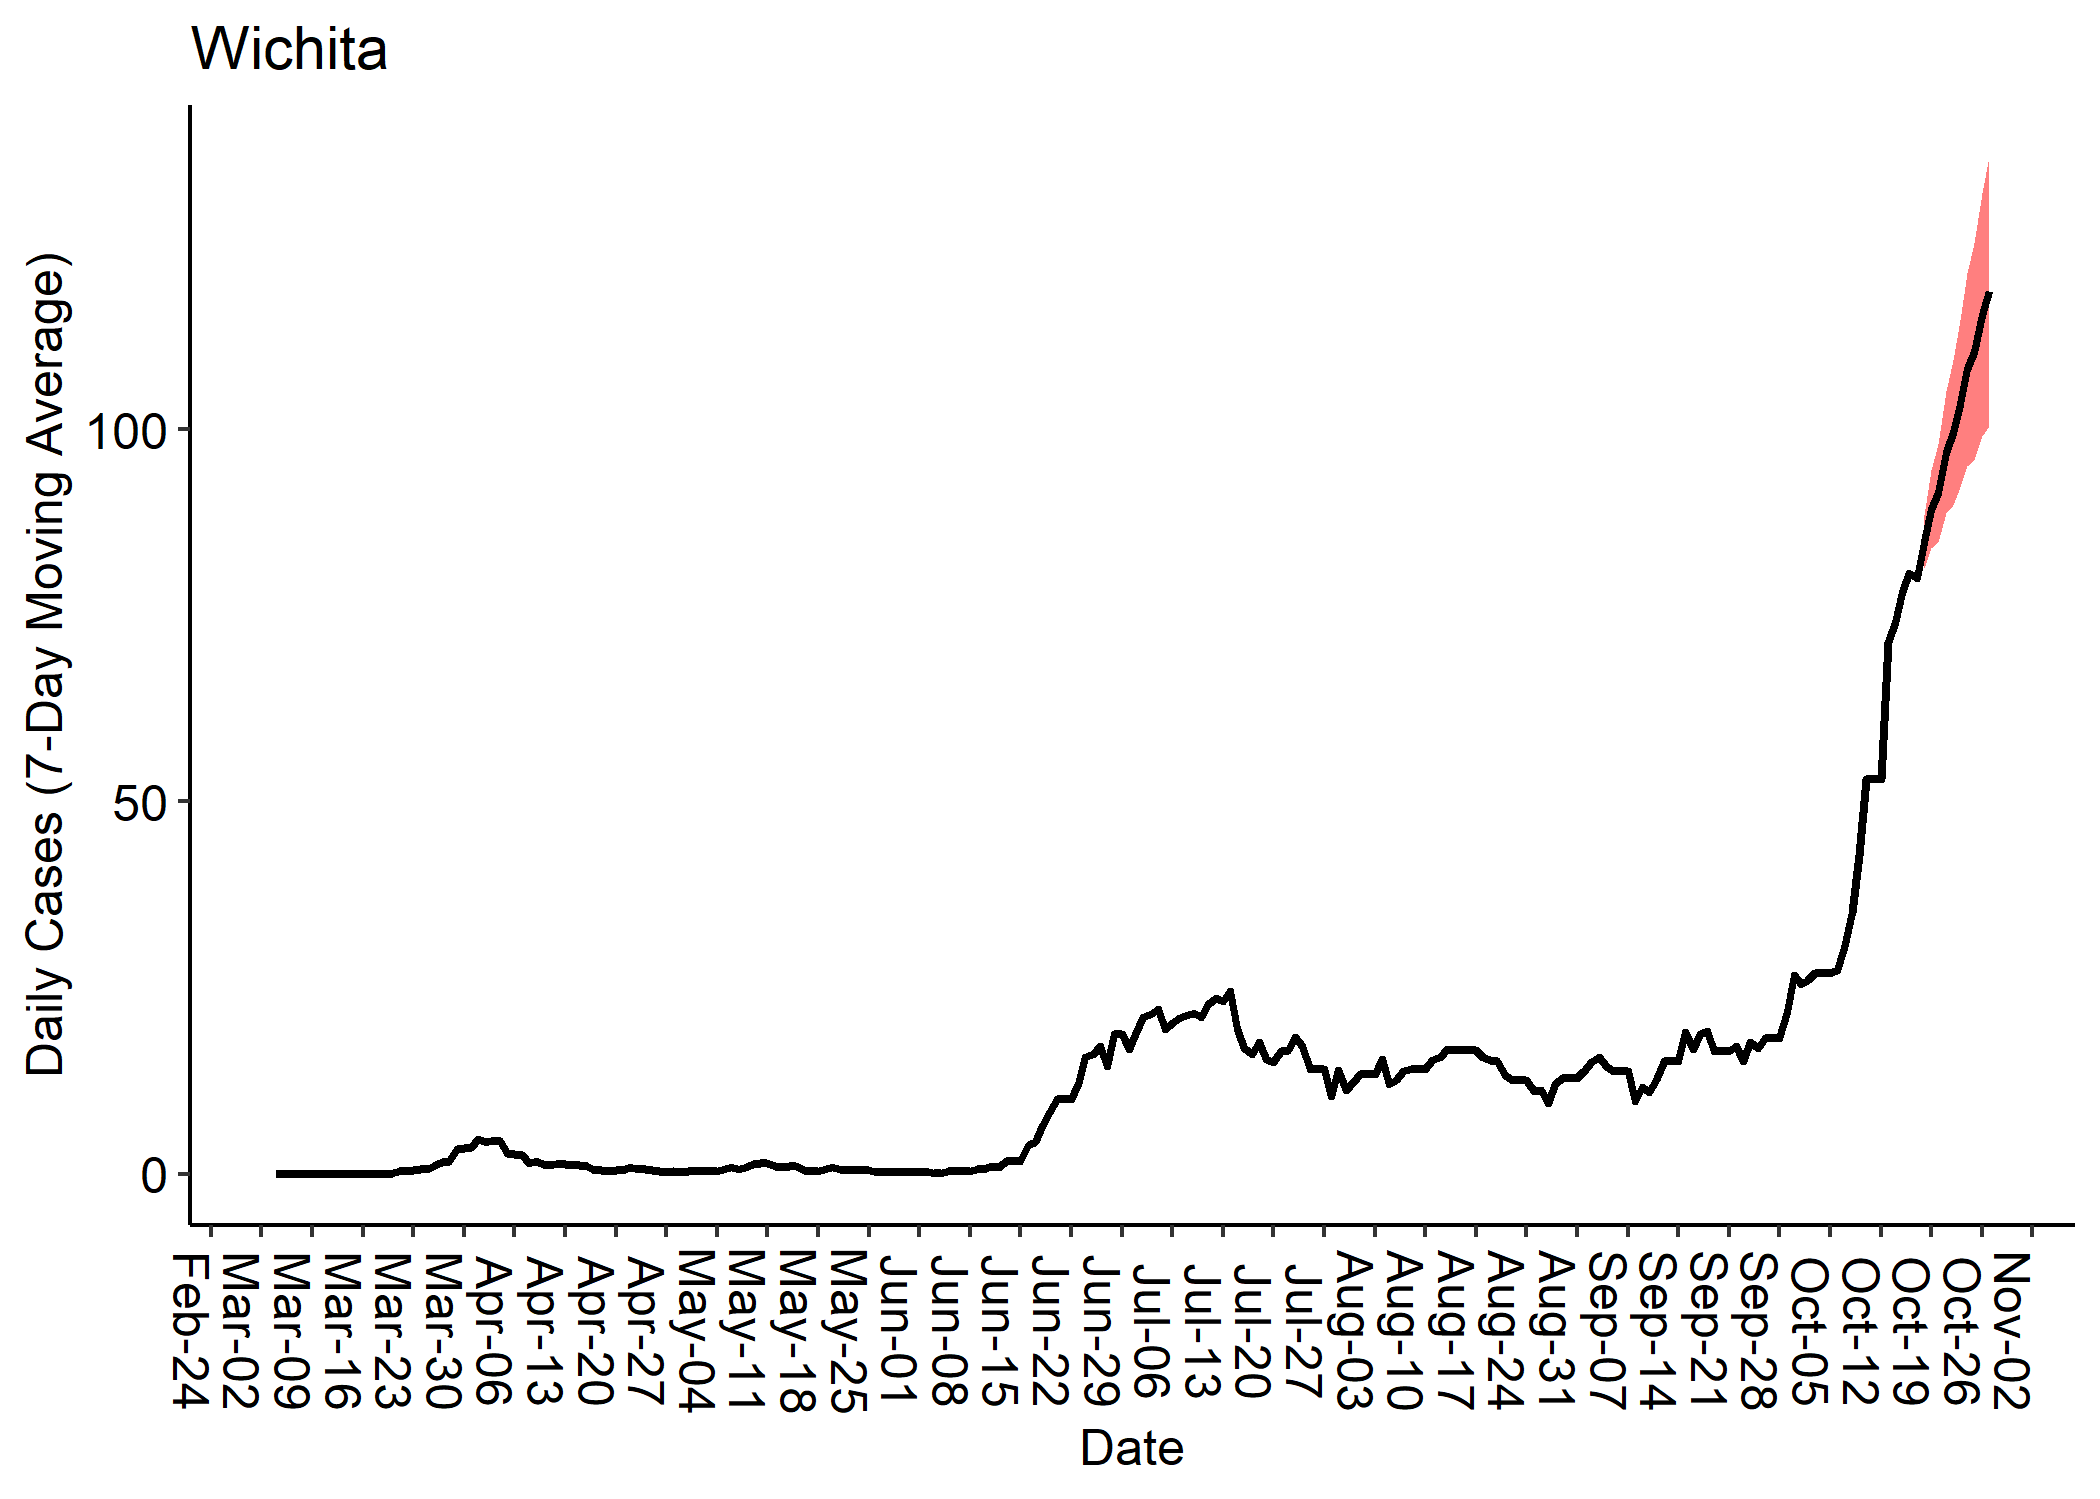 Wichita
Daily Cases (7-Day Moving Average)
100
50
0
Feb-24
Mar-02
Mar-09
Mar-16
Mar-23
Mar-30
Apr-06
Apr-13
Apr-20
Apr-27
May-04
May-11
May-18
May-25
Jun-01
Jun-08
Jun-15
Jun-22
Jun-29
Jul-06
Jul-13
Jul-20
Jul-27
Aug-03
Aug-10
Aug-17
Aug-24
Aug-31
Sep-07
Sep-14
Sep-21
Sep-28
Oct-05
Oct-12
Oct-19
Oct-26
Nov-02
Date